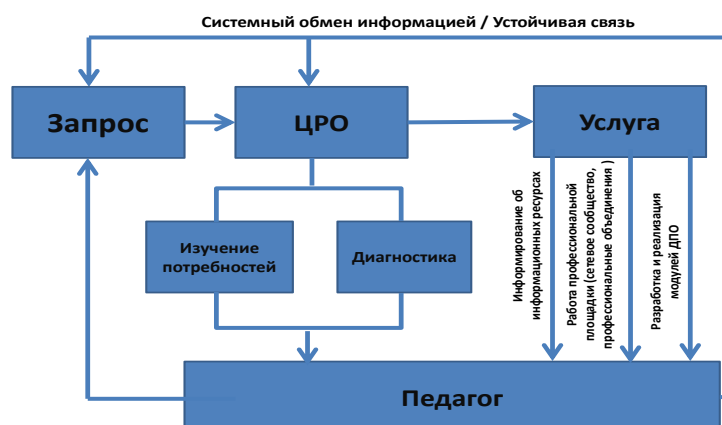 Системный обмен информацией / Устойчивая связь
Запрос
ЦРО
Услуга
Изучение
потребностей
Диагностика
Информирование об
информационных ресурсах
Работа профессиональной
площадки (сетевое сообщество,
профессиональные объединения )
Разработка и реализация
модулей ДПО
Педагог